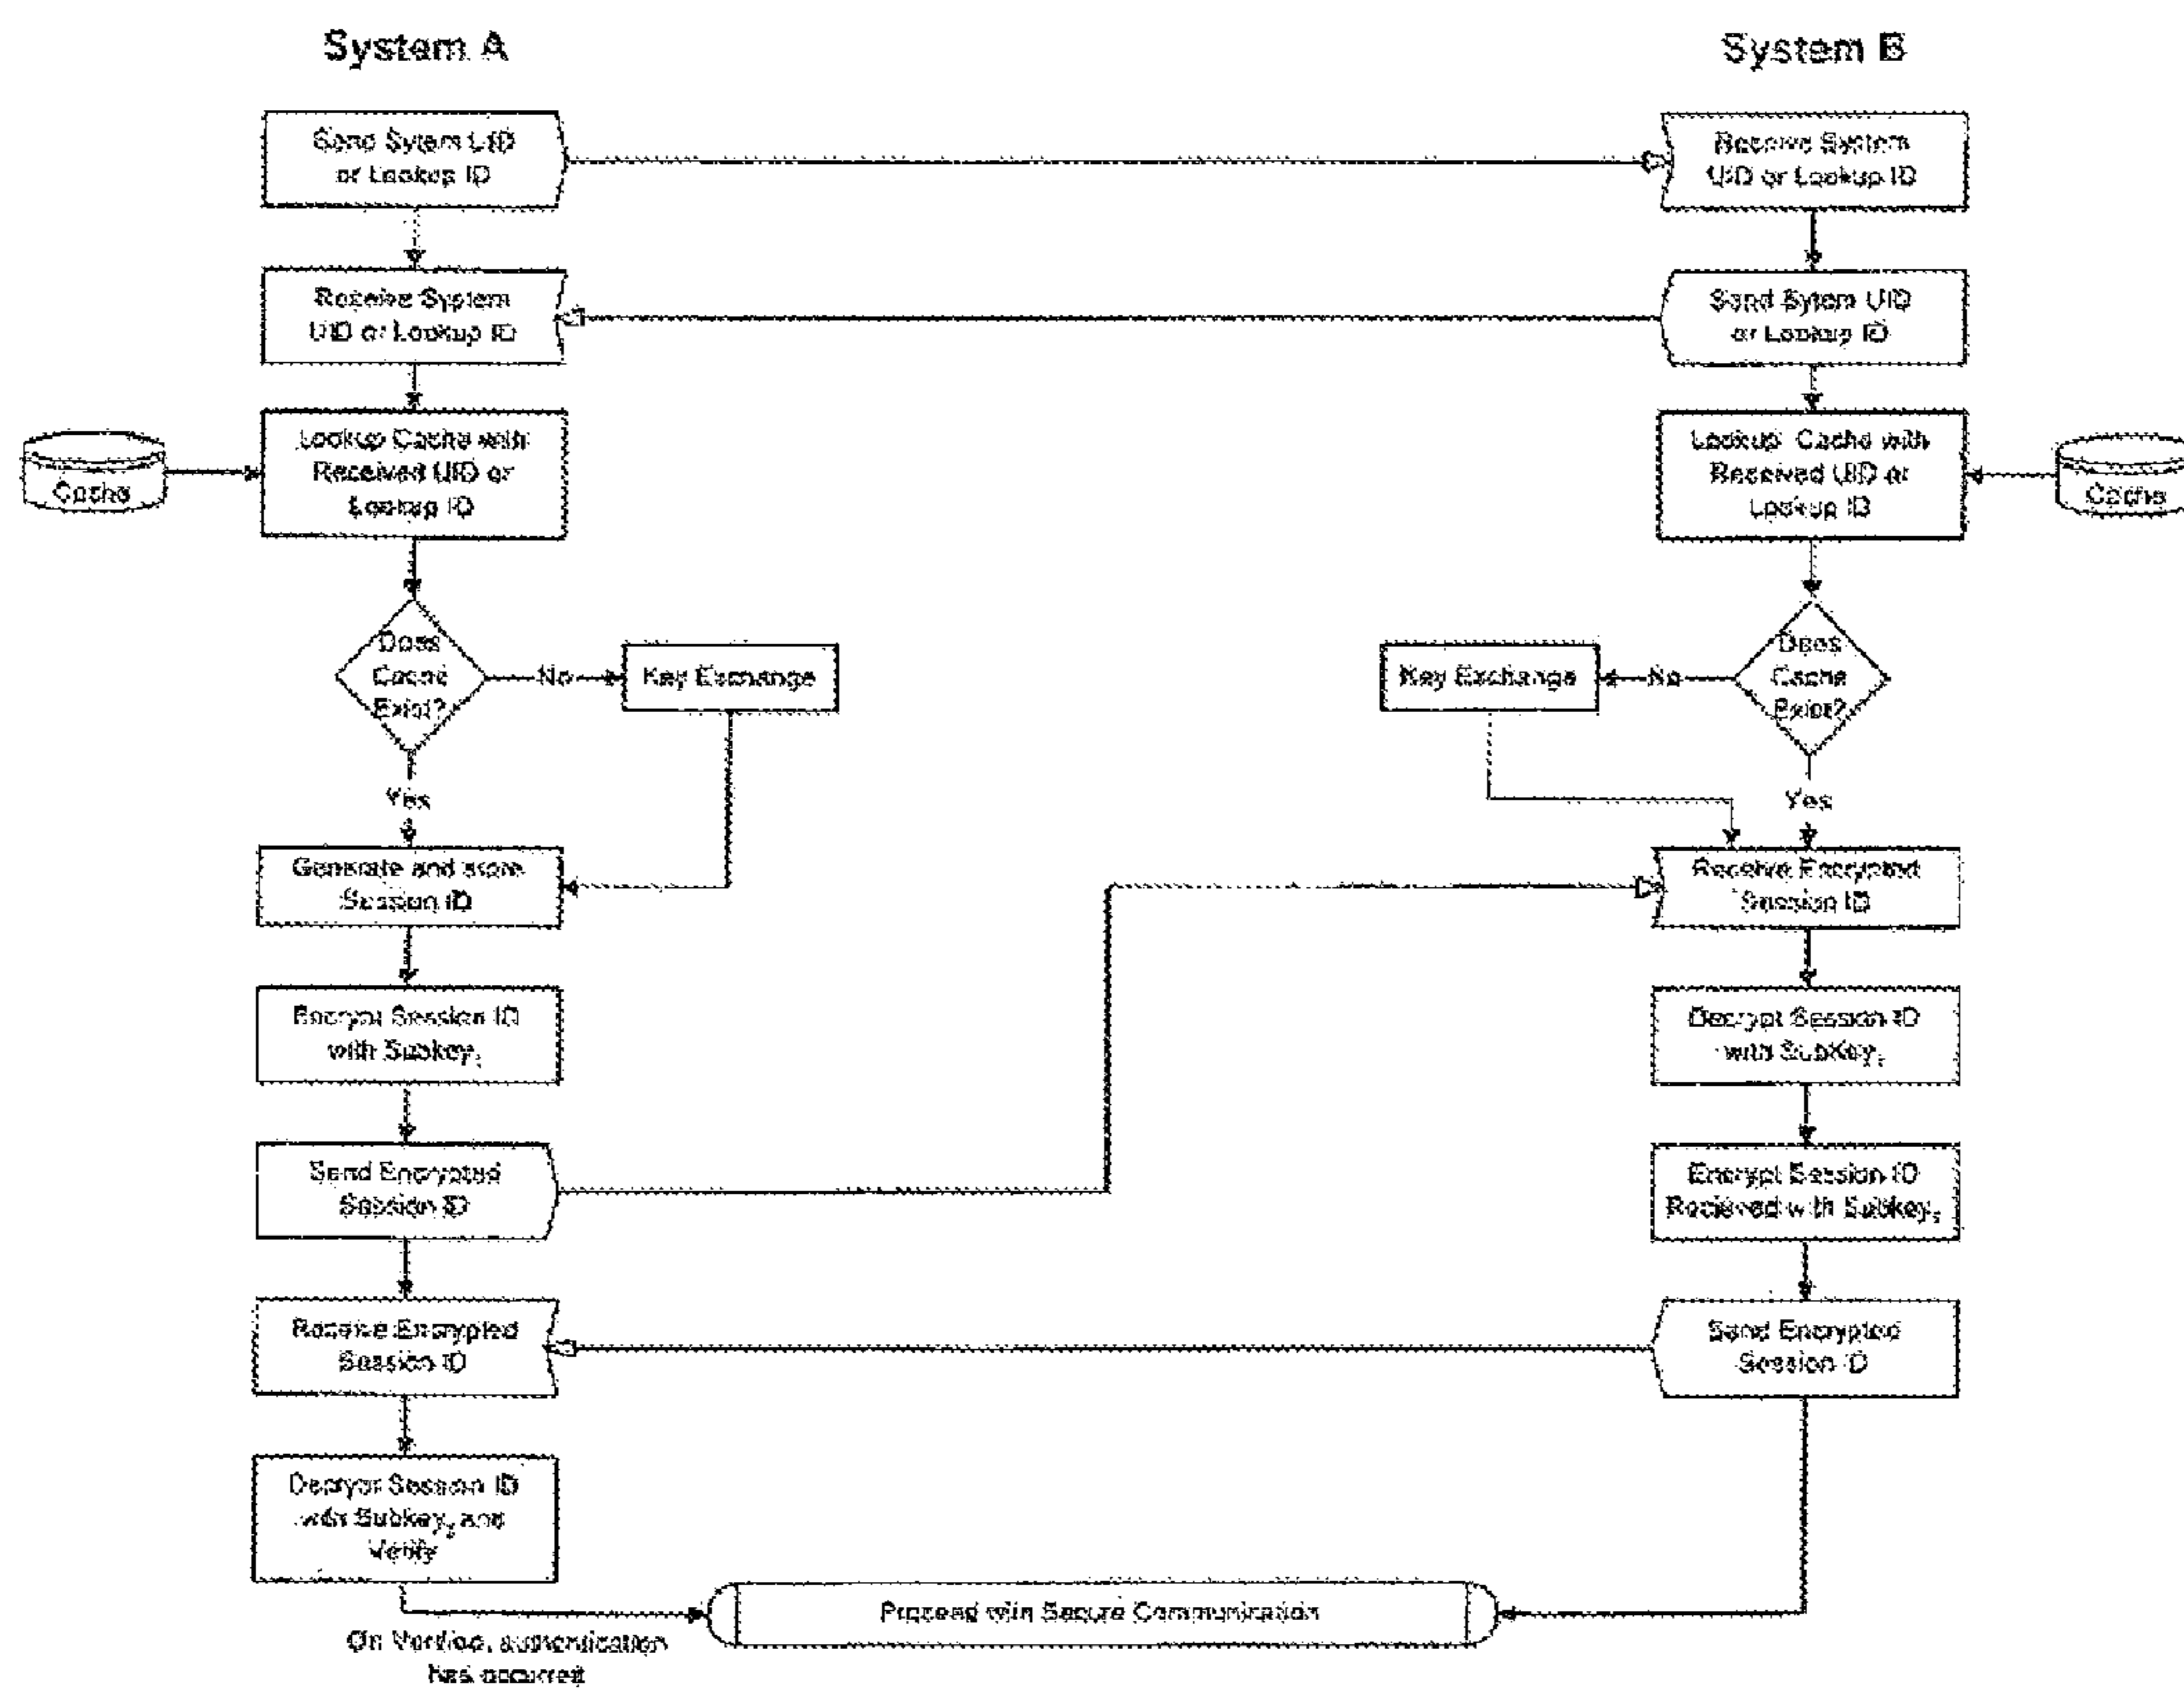 System A
System B
Send Sytem UID
or Lookup ID
Receive System
UID or Lookup ID
Receive System
UID or Lookup ID
Send Sytem UID
or Lookup ID
Cache
Lookup Cache with
Received UID or
Lookup ID
Lookup Cache with
Received UID or
Lookup ID
Cache
Does
Cache
Exist?
No
Key Exchange
Key Exchange
No
Does
Cache
Exist?
Yes
Yes
Generate and store
Session ID
Receive Encrypted
Session ID
Encrypt Session ID
with Subkey
Decrypt Session ID
with SubKey
Send Encrypted
Session ID
Encrypt Session ID
Recieved with Subkey
Receive Encrypted
Session ID
Send Encrypted
Session ID
Decrypt Session ID
with Subkey and
Verify
Proceed with Secure Communication
On Verified, authentication
has occurred